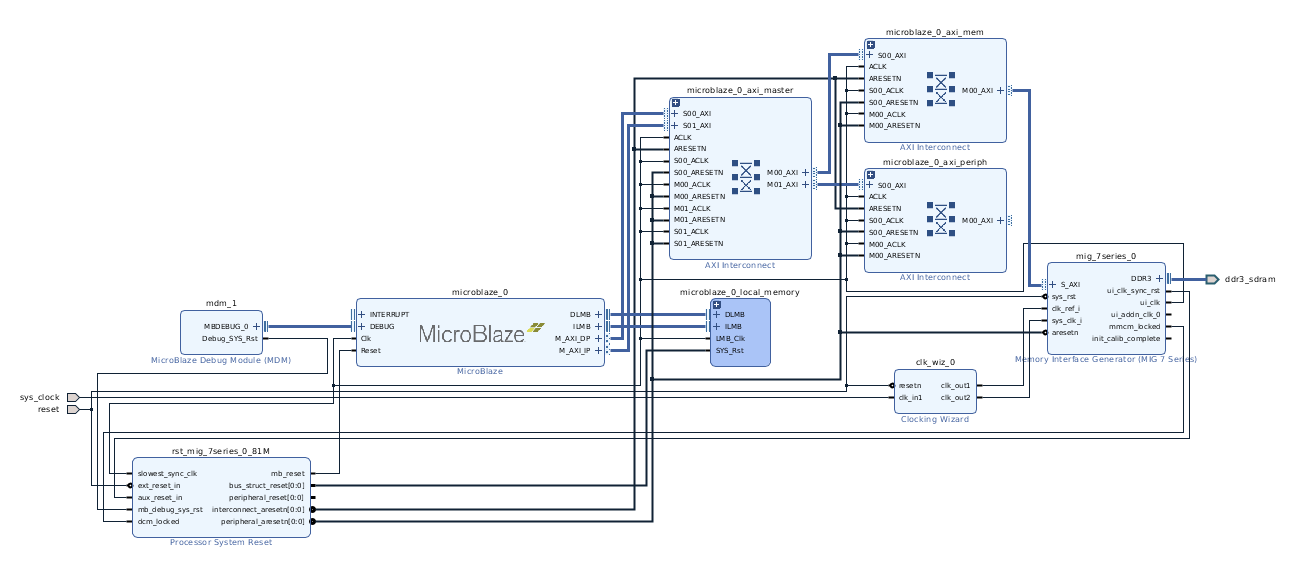 microblaze_0_axi_mem
S00_AXI
ACLK
ARESETN
S00_ACLK
S00_ARESETN
M00_ACLK
M00_ARESETN
M00_AXI
AXI Interconnect
microblaze_0_axi_master
S00_AXI
S01_AXI
ACLK
ARESETN
S00_ACLK
S00_ARESETN
M00_ACLK
M00_ARESETN
M01_ACLK
M01_ARESETN
S01_ACLK
S01_ARESETN
M00_AXI
M01_AXI
AXI Interconnect
microblaze_0_axi_periph
S00_AXI
ACLK
ARESETN
S00_ACLK
S00_ARESETN
M00_ACLK
M00_ARESETN
M00_AXI
AXI Interconnect
mig_7series_0
S_AXI
sys_rst
clk_ref_i
sys_clk_i
aresetn
DDR3
ui_clk_sync_rst
ui_clk
ui_addn_clk_0
mmcm_locked
init_calib_complete
Memory Interface Generator (MIG 7 Series)
ddr3_sdram
mdm_1
MBDEBUG_0
Debug_SYS_Rst
MicroBlaze Debug Module (MDM)
microblaze_0
INTERRUPT
DEBUG
Clk
Reset
MicroBlaze
DLMB
ILMB
M_AXI_DP
M_AXI_IP
MicroBlaze
microblaze_0_local_memory
DLMB
ILMB
LMB_Clk
SYS_Rst
clk_wiz_0
resetn
clk_in1
clk_out1
clk_out2
Clocking Wizard
sys_clock
reset
rst_mig_7series_0_81M
slowest_sync_clk
ext_reset_in
aux_reset_in
mb_debug_sys_rst
dcm_locked
mb_reset
bus_struct_reset[0:0]
peripheral_reset[0:0]
interconnect_aresetn[0:0]
peripheral_aresetn[0:0]
Processor System Reset